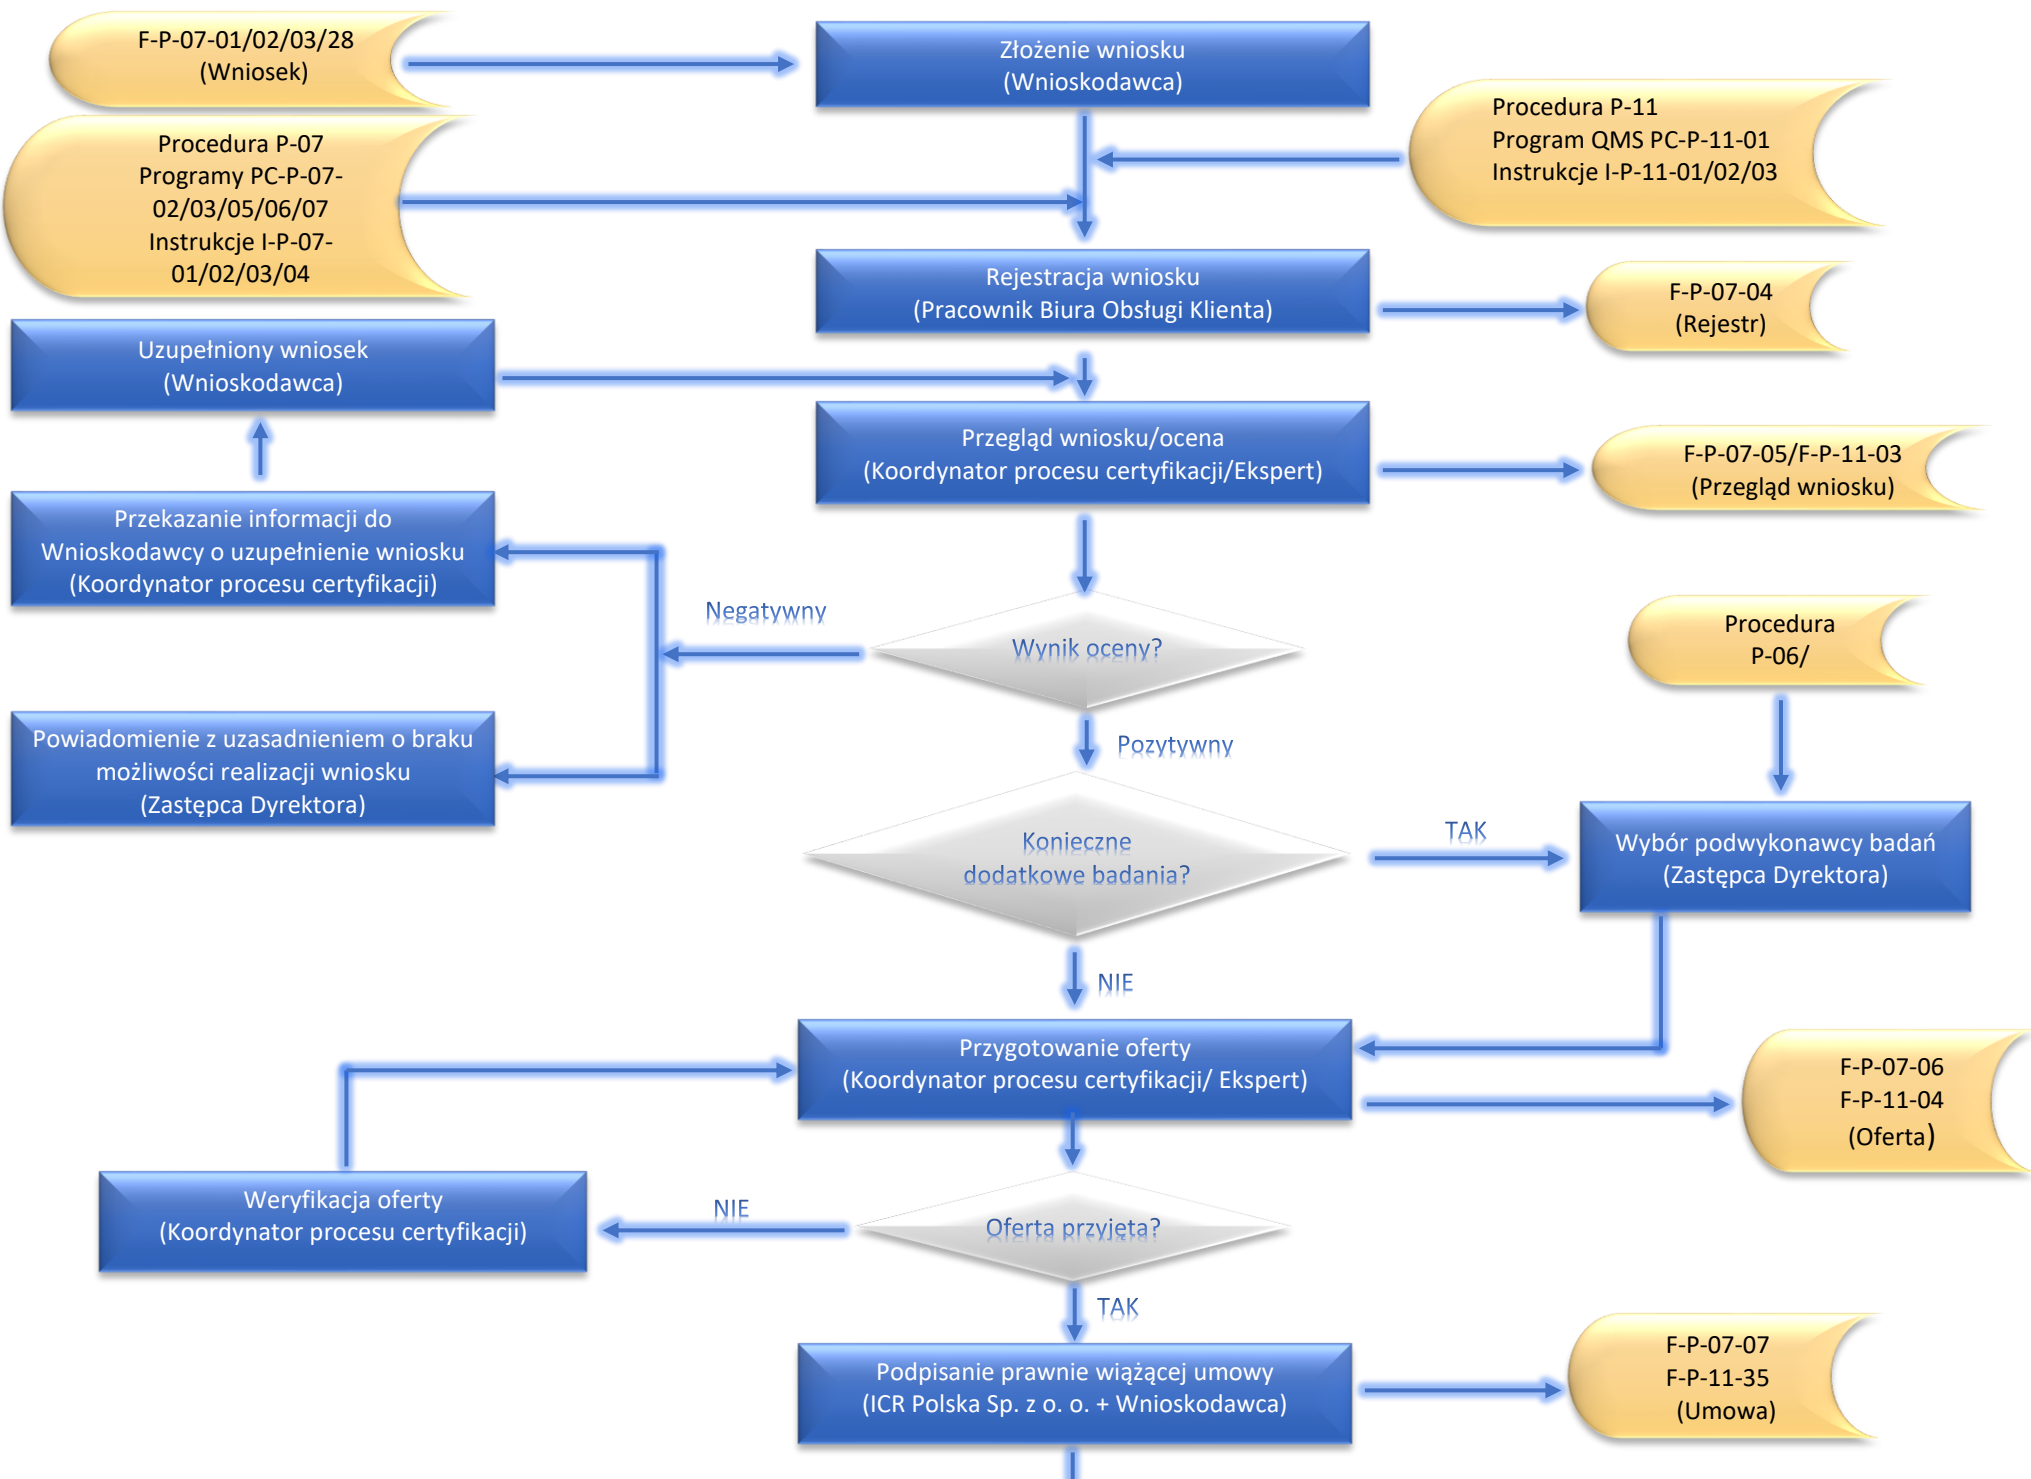 F-P-07-01/02/03/28
(Wniosek)
Złożenie wniosku
(Wnioskodawca)
Procedura P-11
Program QMS PC-P-11-01
Instrukcje I-P-11-01/02/03
Procedura P-07
Programy PC-P-07-
02/03/05/06/07
Instrukcje I-P-07-
01/02/03/04
Rejestracja wniosku
(Pracownik Biura Obsługi Klienta)
F-P-07-04
(Rejestr)
Uzupełniony wniosek
(Wnioskodawca)
Przegląd wniosku/ocena
(Koordynator procesu certyfikacji/Ekspert)
F-P-07-05/F-P-11-03
(Przegląd wniosku)
Przekazanie informacji do
Wnioskodawcy o uzupełnienie wniosku
(Koordynator procesu certyfikacji)
Negatywny
Wynik oceny?
Procedura
P-06/
Powiadomienie z uzasadnieniem o braku
możliwości realizacji wniosku
(Zastępca Dyrektora)
Pozytywny
Konieczne
dodatkowe badania?
TAK
Wybór podwykonawcy badań
(Zastępca Dyrektora)
NIE
Przygotowanie oferty
(Koordynator procesu certyfikacji/ Ekspert)
F-P-07-06
F-P-11-04
(Oferta)
Weryfikacja oferty
(Koordynator procesu certyfikacji)
NIE
Oferta przyjęta?
TAK
Podpisanie prawnie wiążącej umowy
(ICR Polska Sp. z o. o. + Wnioskodawca)
F-P-07-07
F-P-11-35
(Umowa)